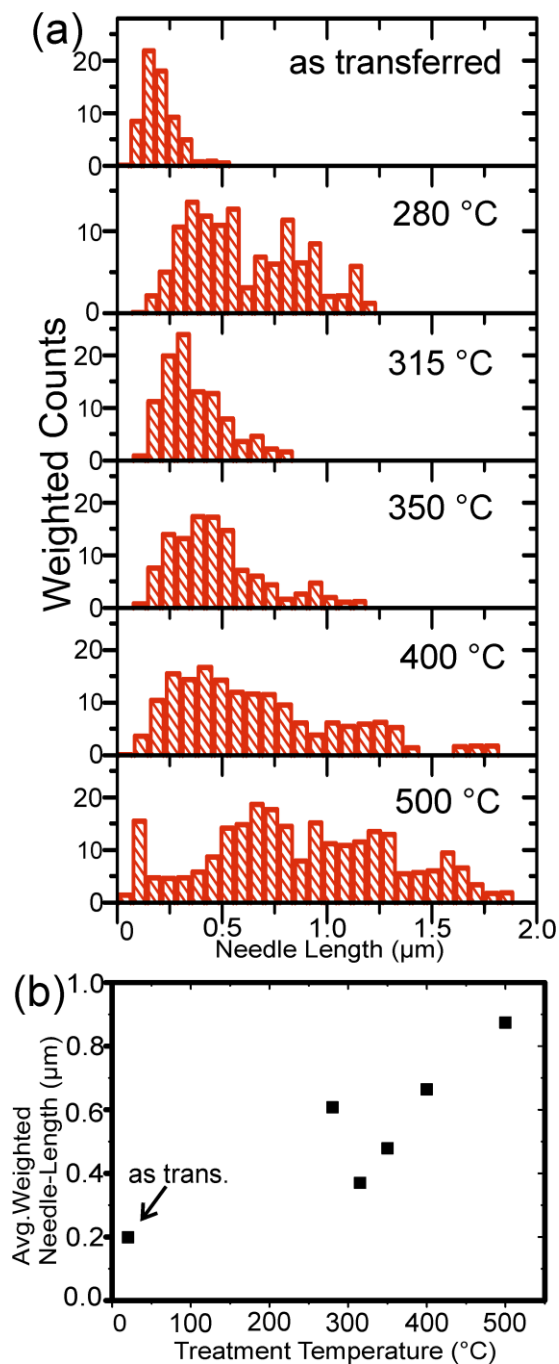 (a)
as transferred
20
10
0
280 °C
10
0
315 °C
20
10
0
Weighted Counts
350 °C
20
10
0
400 °C
20
10
0
500 °C
20
10
0
0 0.5 1.0 1.5 2.0
Needle Length (µm)
(b)
1.0
0.8
0.6
0.4
0.2
0.0
Avg.Weighted
Needle-Length (µm)
as trans.
0 100 200 300 400 500
Treatment Temperature (°C)